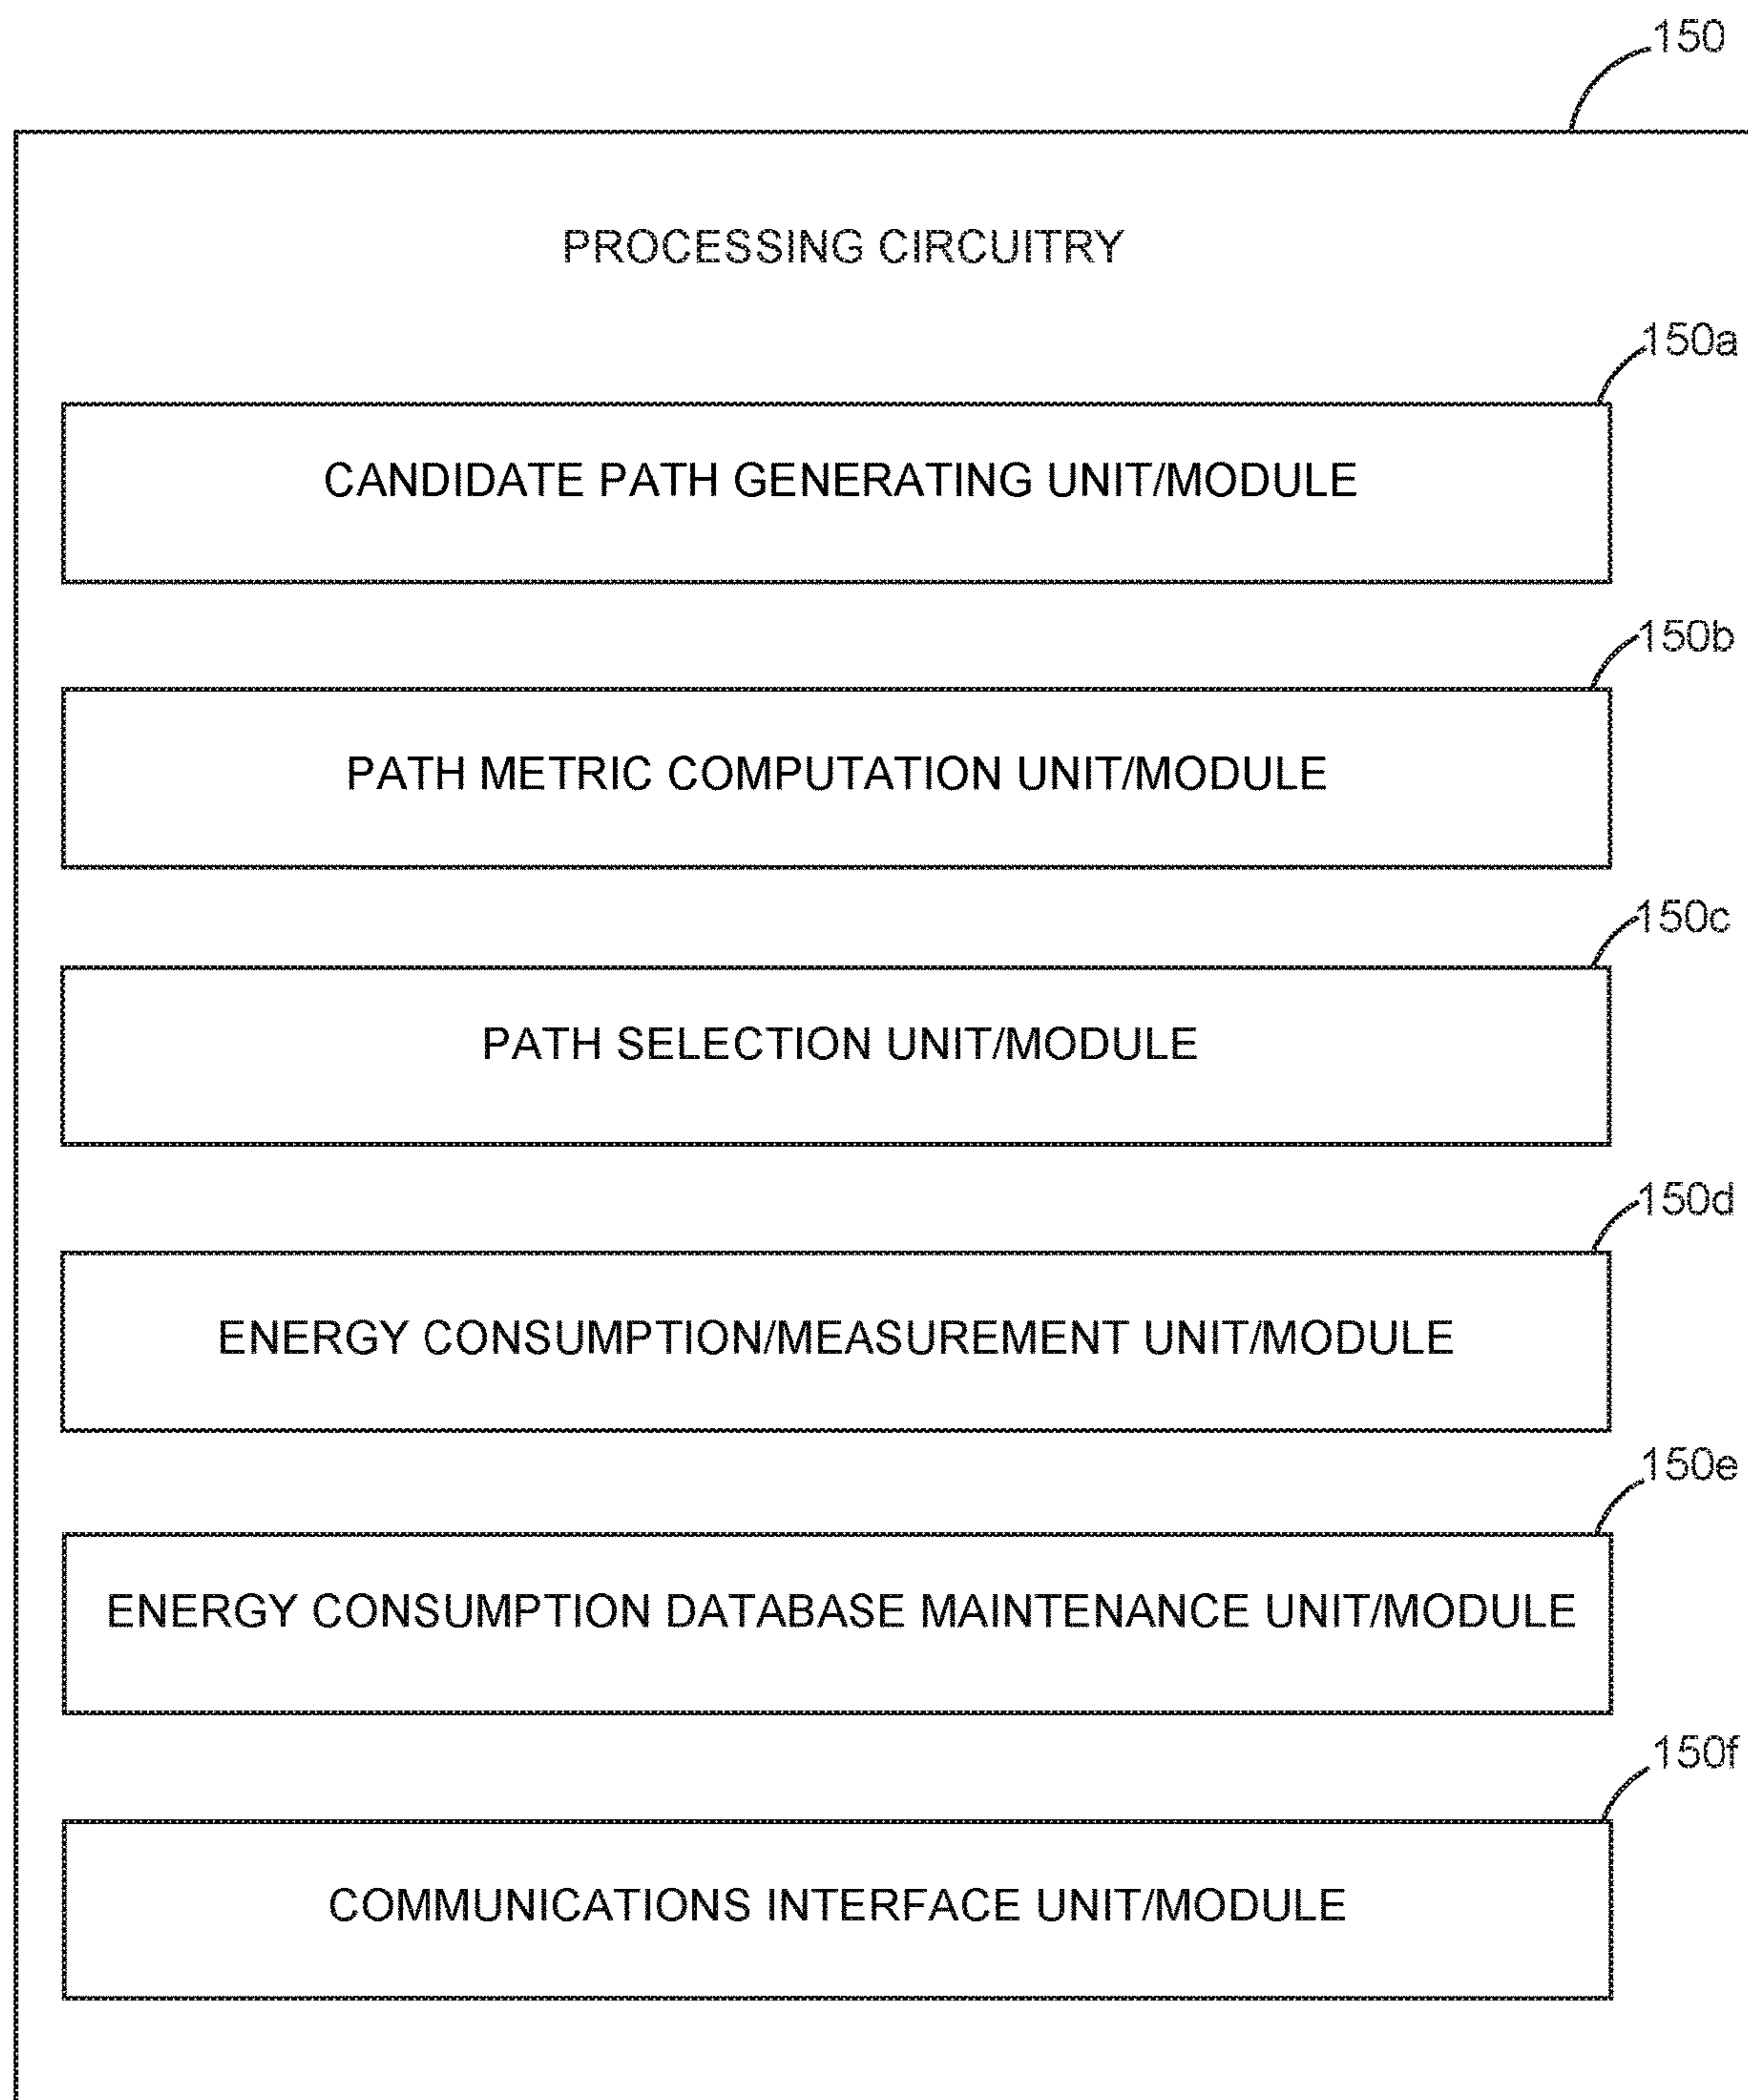 150
PROCESSING CIRCUITRY
150a
CANDIDATE PATH GENERATING UNIT/MODULE
150b
PATH METRIC COMPUTATION UNIT/MODULE
150c
PATH SELECTION UNIT/MODULE
150d
ENERGY CONSUMPTION/MEASUREMENT UNIT/MODULE
150e
ENERGY CONSUMPTION DATABASE MAINTENANCE UNIT/MODULE
150f
COMMUNICATIONS INTERFACE UNIT/MODULE